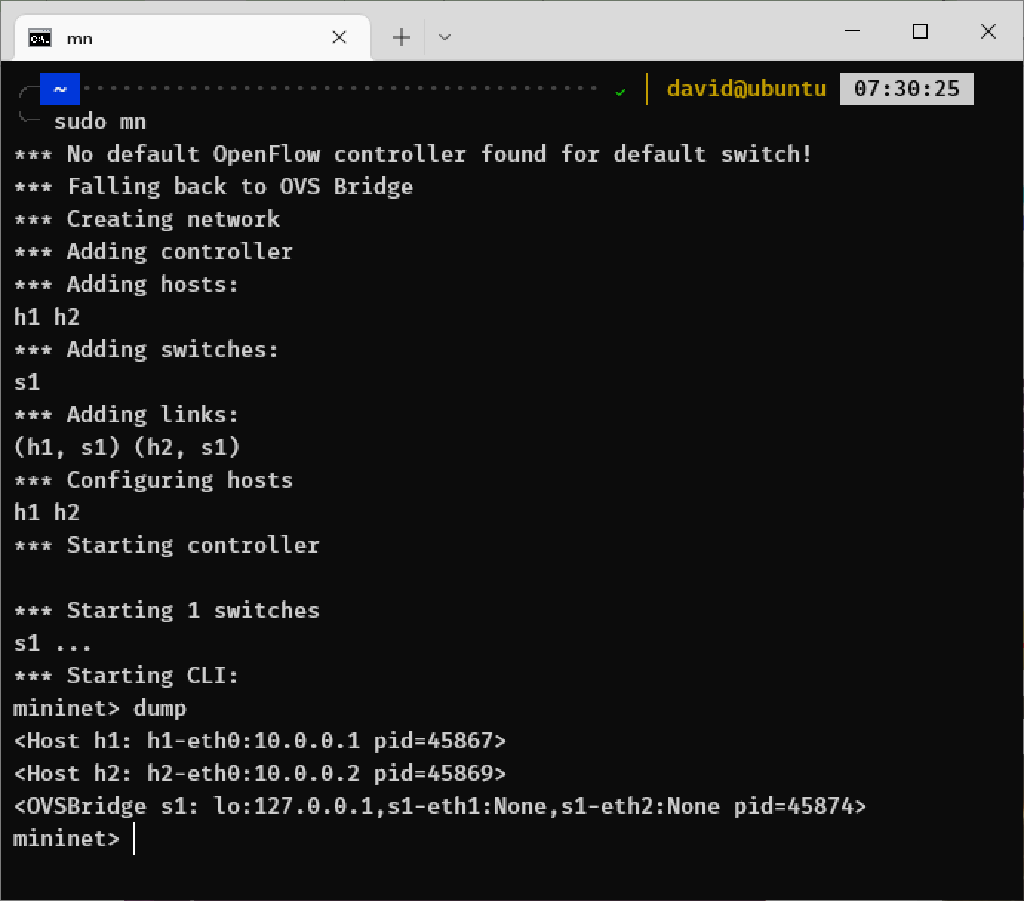 mn
~ david@ubuntu 07:30:25
sudo mn
*** No default OpenFlow controller found for default switch!
*** Falling back to OVS Bridge
*** Creating network
*** Adding controller
*** Adding hosts:
h1 h2
*** Adding switches:
s1
*** Adding links:
(h1, s1) (h2, s1)
*** Configuring hosts
h1 h2
*** Starting controller

*** Starting 1 switches
s1 ...
*** Starting CLI:
mininet> dump
<Host h1: h1-eth0:10.0.0.1 pid=45867>
<Host h2: h2-eth0:10.0.0.2 pid=45869>
<OVSBridge s1: lo:127.0.0.1,s1-eth1:None,s1-eth2:None pid=45874>
mininet>